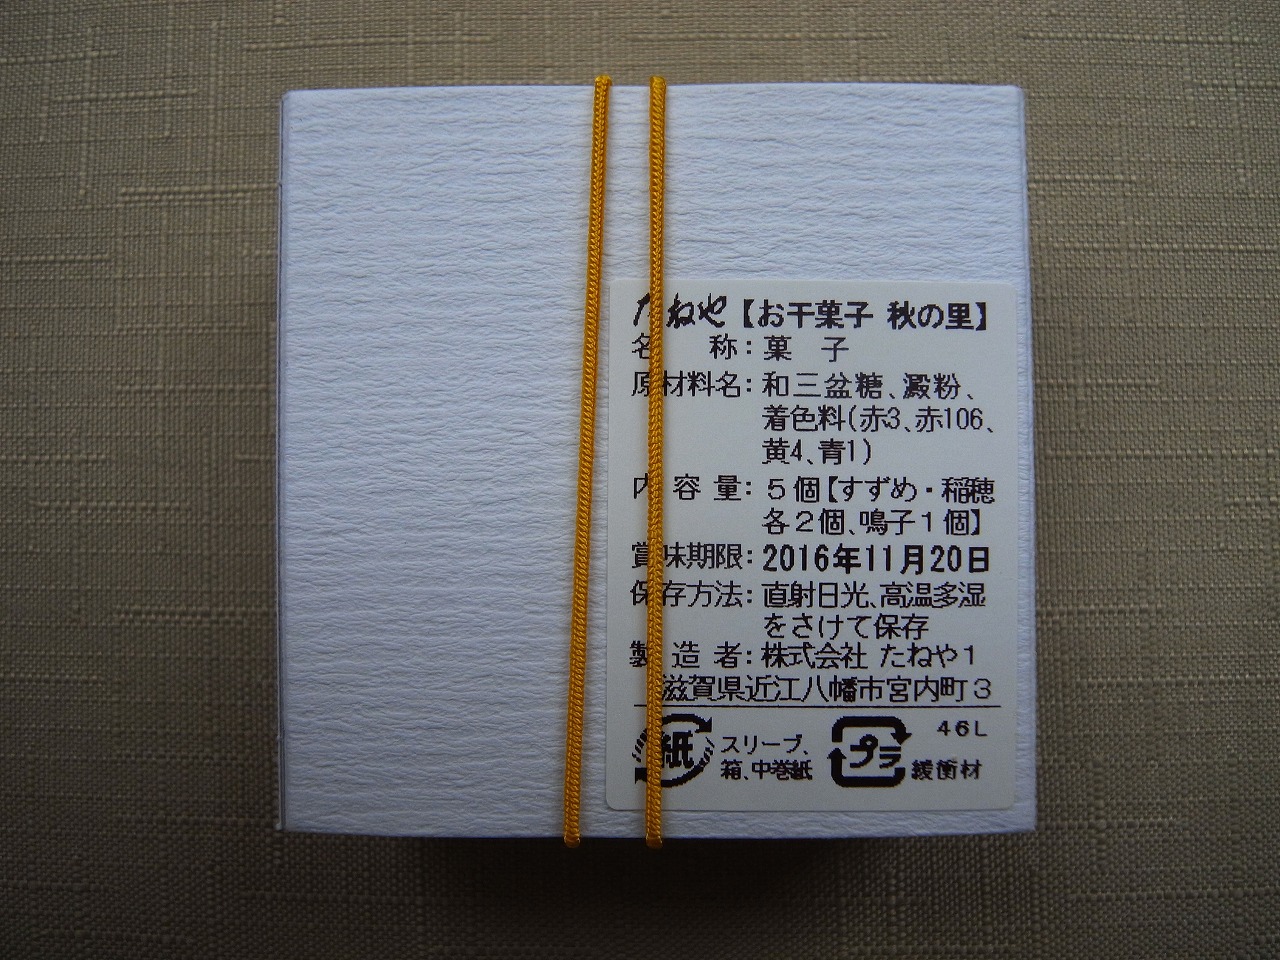 たねや【お干菓子 秋の里】
名 称：菓 子
原材料名：和三盆糖、澱粉、
着色料(赤3、赤106、
黄4、青1)
内 容 量：5個【すずめ・稲穂
各2個、鳴子1個】
賞味期限：2016年11月20日
保存方法：直射日光、高温多湿
をさけて保存
製 造 者：株式会社 たねや1
滋賀県近江八幡市宮内町3
46L
紙 スリーブ、
箱、中巻紙
プラ 緩衝材